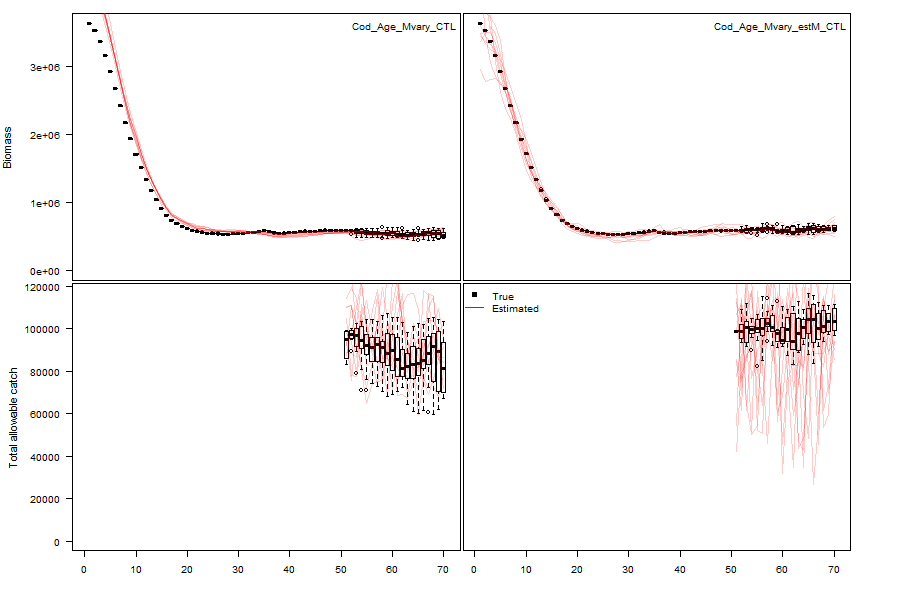 Cod_Age_Mvary_CTL
Cod_Age_Mvary_estM_CTL
Biomass
3e+06
2e+06
1e+06
0e+00
True
Estimated
Total allowable catch
120000
100000
80000
60000
40000
20000
0
0 10 20 30 40 50 60 70
0 10 20 30 40 50 60 70